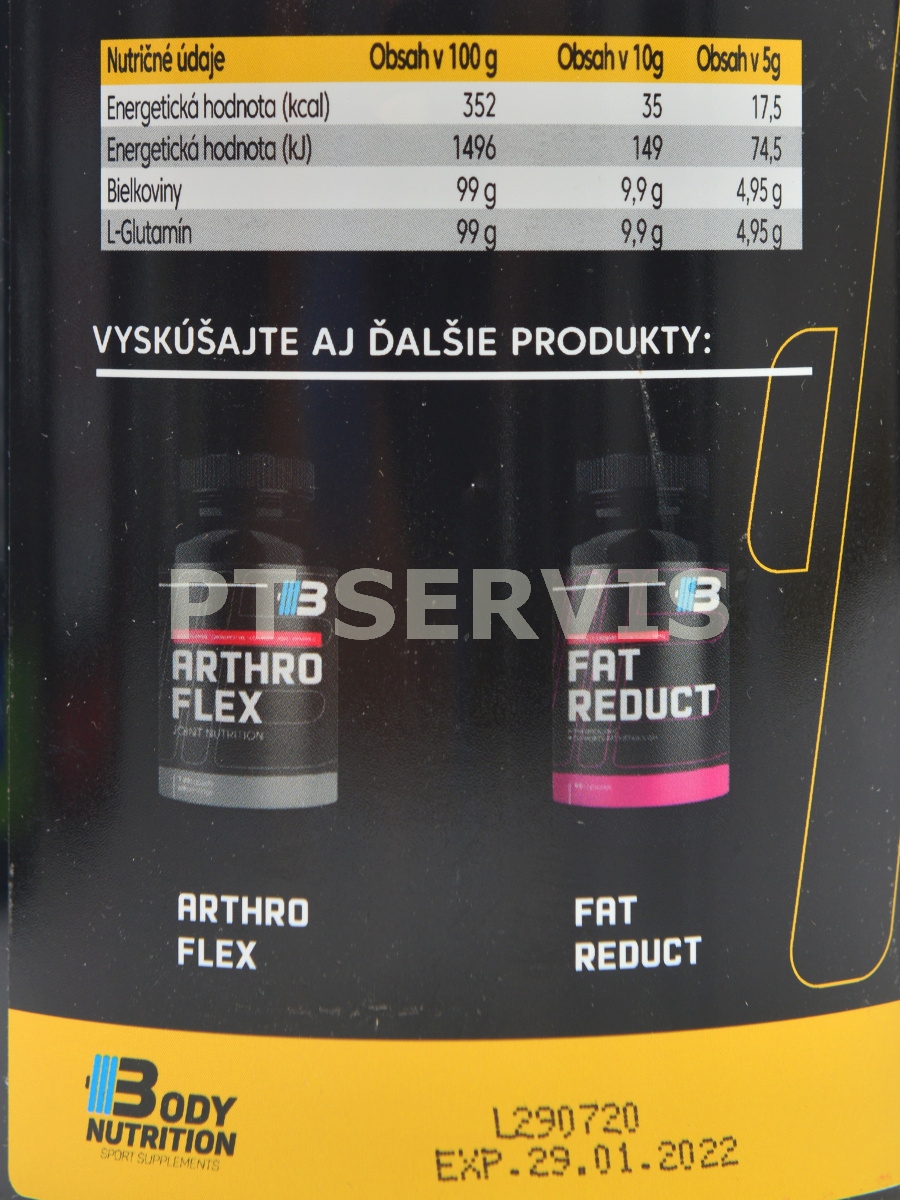 Nutričné údaje Obsah v 100 g Obsah v 10g Obsah v 5g
Energetická hodnota (kcal) 352 35 17,5
Energetická hodnota (kJ) 1496 149 74,5
Bielkoviny 99 g 9,9 g 4,95 g
L-Glutamín 99 g 9,9 g 4,95 g
VYSKÚŠAJTE AJ ĎALŠIE PRODUKTY:
PT SERVIS
B
ARTHRO
FLEX
JOINT NUTRITION
B
FAT
REDUCT
ARTHRO
FLEX
FAT
REDUCT
BODY
NUTRITION
SPORT SUPPLEMENTS
L290720
EXP.29.01.2022